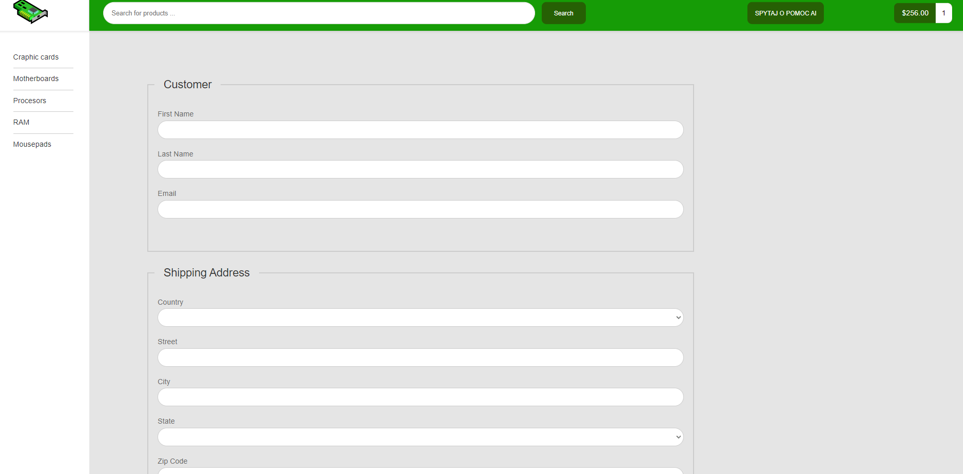 Search for products ...
Search
SPYTAJ O POMOC AI
$256.00 1
Craphic cards
Motherboards
Procesors
RAM
Mousepads
Customer
First Name
Last Name
Email
Shipping Address
Country
Street
City
State
Zip Code